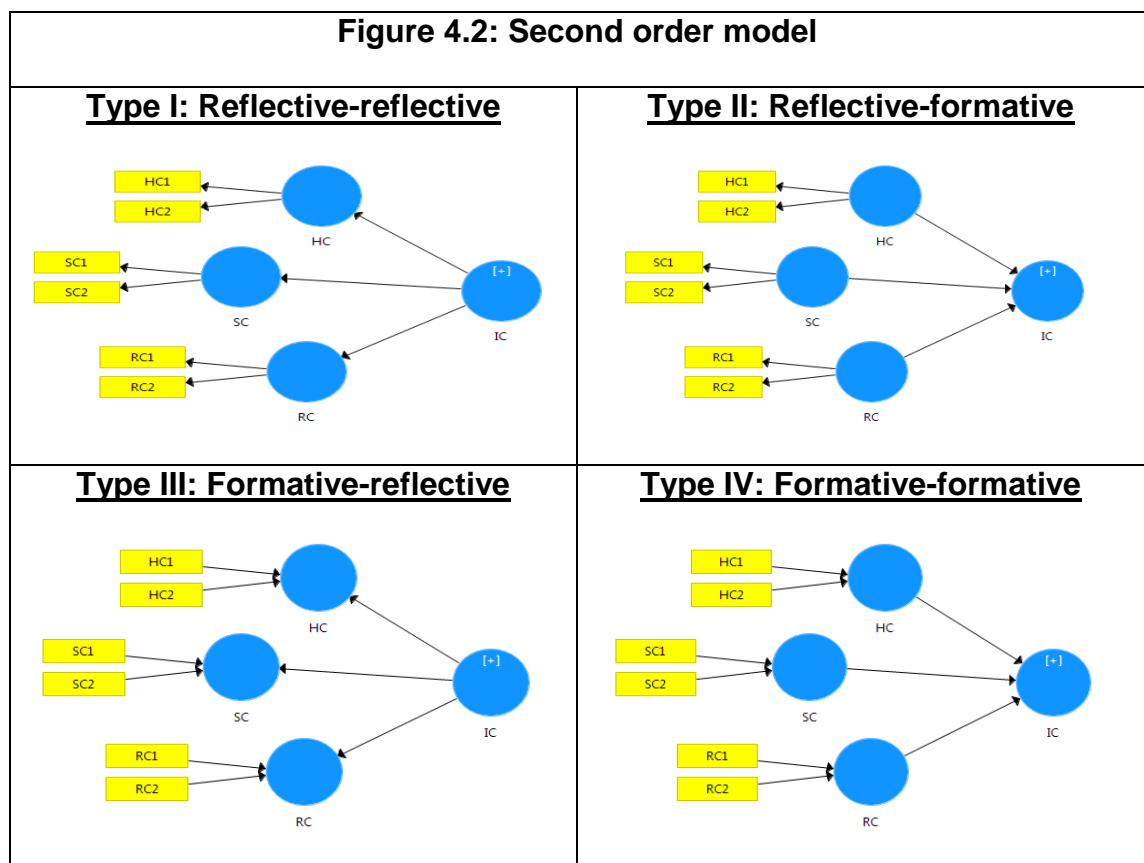 Figure 4.2: Second order model
Type I: Reflective-reflective
HC1
HC2
HC
SC1
SC2
SC
[+]
IC
RC1
RC2
RC
Type II: Reflective-formative
HC1
HC2
HC
SC1
SC2
SC
[+]
IC
RC1
RC2
RC
Type III: Formative-reflective
HC1
HC2
HC
SC1
SC2
SC
[+]
IC
RC1
RC2
RC
Type IV: Formative-formative
HC1
HC2
HC
SC1
SC2
SC
[+]
IC
RC1
RC2
RC